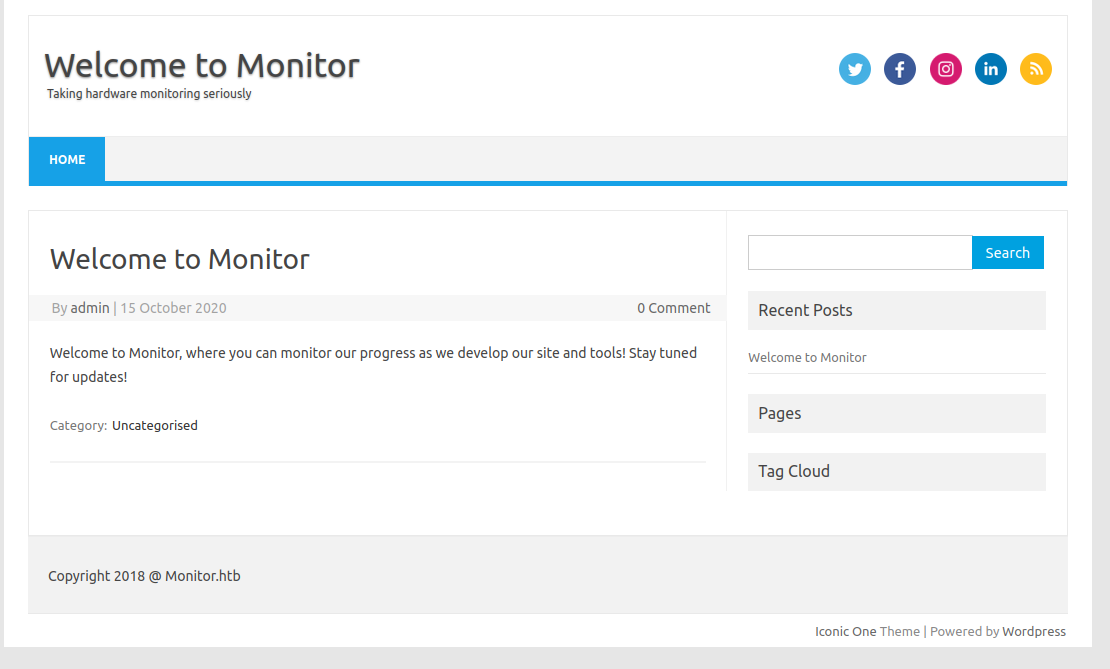 Welcome to Monitor
Taking hardware monitoring seriously
HOME
Welcome to Monitor
By admin | 15 October 2020
0 Comment
Welcome to Monitor, where you can monitor our progress as we develop our site and tools! Stay tuned
for updates!
Category: Uncategorised
Search
Recent Posts
Welcome to Monitor
Pages
Tag Cloud
Copyright 2018 @ Monitor.htb
Iconic One Theme | Powered by Wordpress